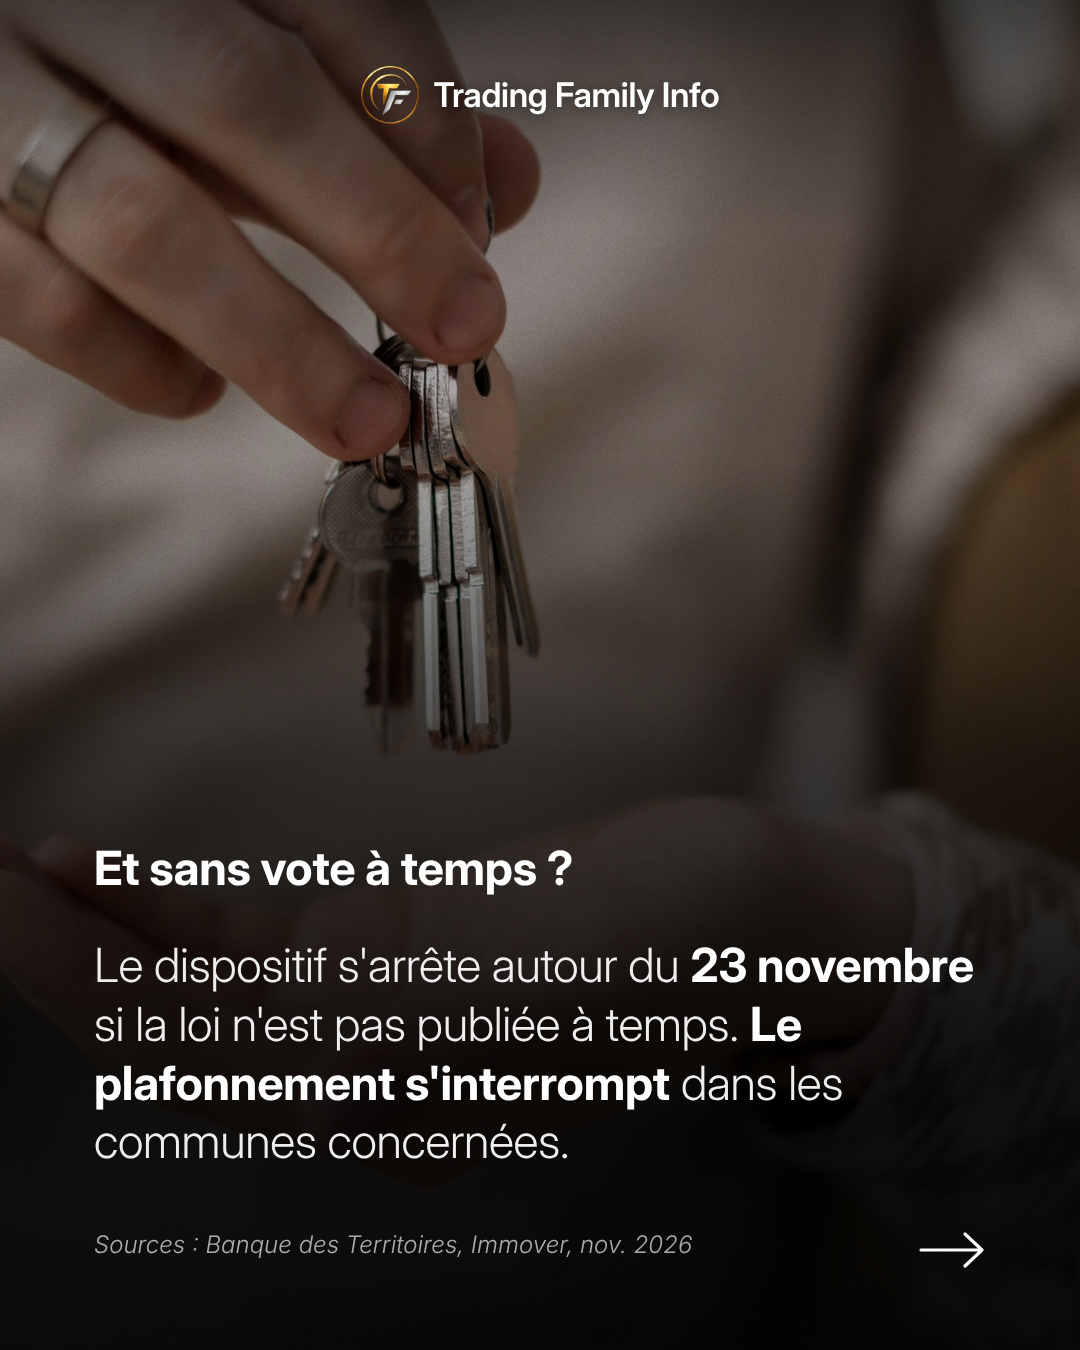 TF Trading Family Info
Et sans vote à temps ?
Le dispositif s'arrête autour du 23 novembre
si la loi n'est pas publiée à temps. Le
plafonnement s'interrompt dans les
communes concernées.
Sources : Banque des Territoires, Immover, nov. 2026